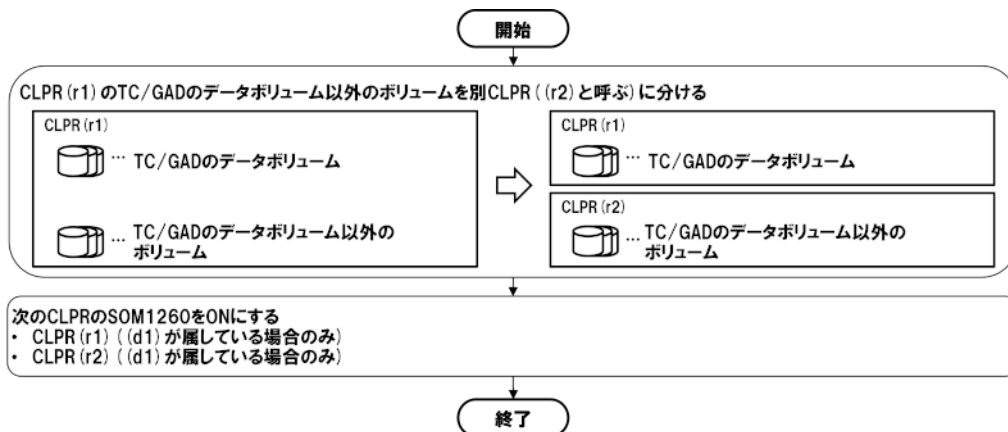 開始
CLPR(r1)のTC/GADのデータボリューム以外のボリュームを別CLPR((r2)と呼ぶ)に分ける
CLPR(r1)
… TC/GADのデータボリューム
… TC/GADのデータボリューム以外の
ボリューム
CLPR(r1)
… TC/GADのデータボリューム
CLPR(r2)
… TC/GADのデータボリューム以外の
ボリューム
次のCLPRのSOM1260をONにする
• CLPR(r1)((d1)が属している場合のみ)
• CLPR(r2)((d1)が属している場合のみ)
終了